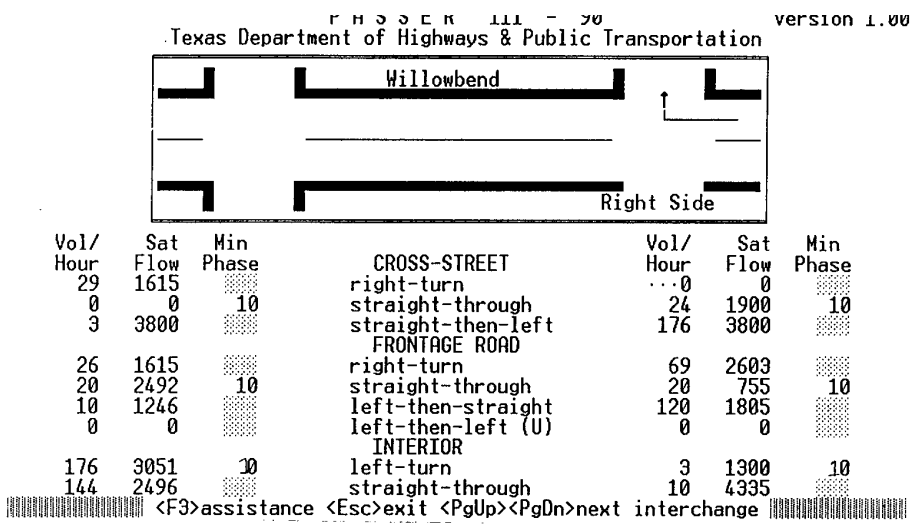 PASSER III - 90 Version 1.00
Texas Department of Highways & Public Transportation
Willowbend
Right Side
Vol/ Sat Min Vol/ Sat Min
Hour Flow Phase CROSS-STREET Hour Flow Phase
29 1615 right-turn ...0 0
0 0 10 straight-through 24 1900 10
3 3800 straight-then-left 176 3800
FRONTAGE ROAD
26 1615 right-turn 69 2603
20 2492 10 straight-through 20 755 10
10 1246 left-then-straight 120 1805
0 0 left-then-left (U) 0 0
INTERIOR
176 3051 10 left-turn 3 1300 10
144 2496 straight-through 10 4335
<F3>assistance <Esc>exit <PgUp><PgDn>next interchange